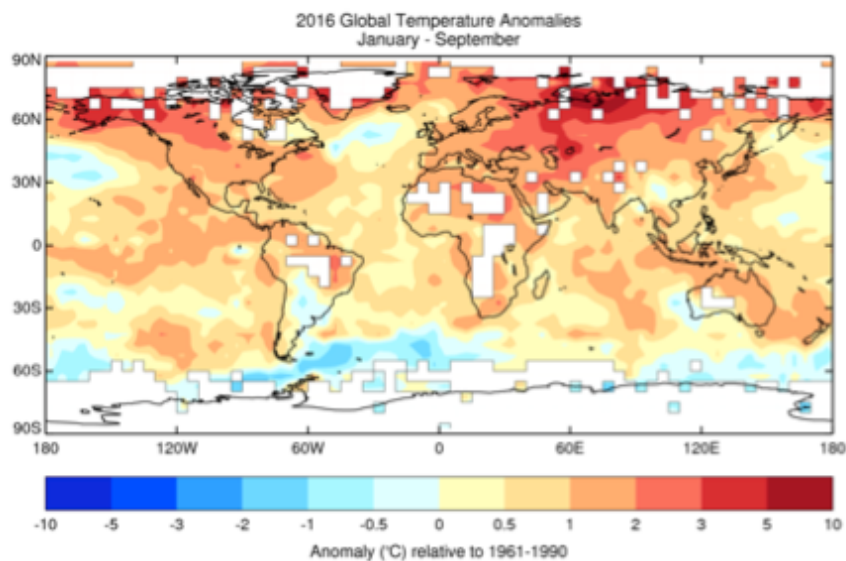 2016 Global Temperature Anomalies
January - September
90N
60N
30N
0
30S
60S
90S
180 120W 60W 0 60E 120E 180
-10 -5 -3 -2 -1 -0.5 0 0.5 1 2 3 5 10
Anomaly (°C) relative to 1961-1990